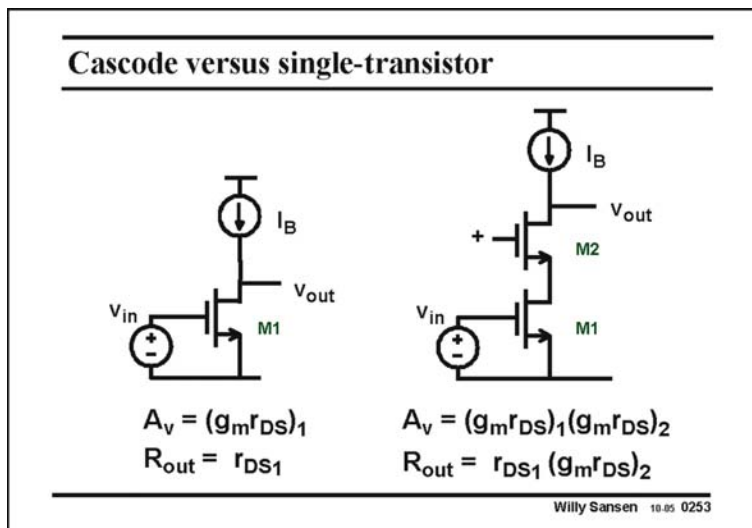 Cascode versus single-transistor
I_B
v_out
v_in
+
-
M1
I_B
v_out
+
M2
v_in
+
-
M1
A_v = (g_m r_DS)_1
R_out = r_DS1
A_v = (g_m r_DS)_1 (g_m r_DS)_2
R_out = r_DS1 (g_m r_DS)_2
Willy Sansen 10-05 0253